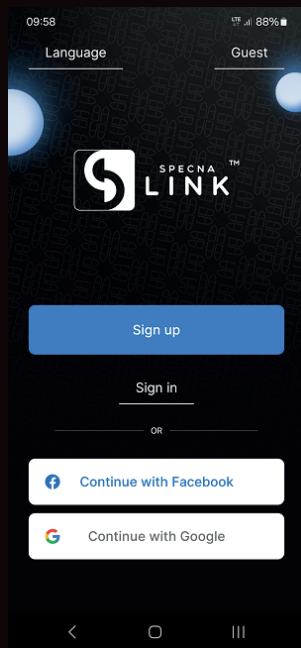 09:58 LTE 88%
Language Guest
SPECNA ™
LINK
Sign up
Sign in
OR
Continue with Facebook
Continue with Google